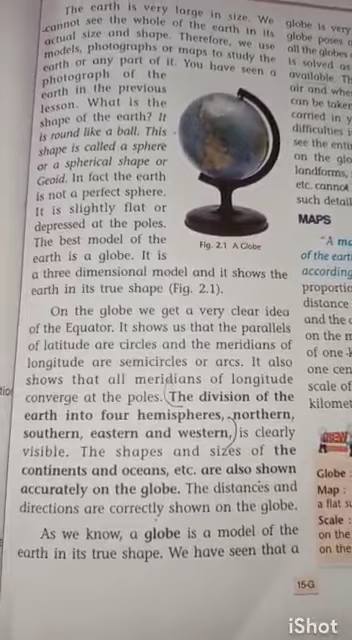 The earth is very large in size. We
cannot see the whole of the earth in its
actual size and shape. Therefore, we use
models, photographs or maps to study the
earth or any part of it. You have seen a
photograph of the
earth in the previous
lesson. What is the
shape of the earth? It
is round like a ball. This
shape is called a sphere
or a spherical shape or
Geoid. In fact the earth
is not a perfect sphere.
It is slightly flat or
depressed at the poles.
The best model of the
earth is a globe. It is
a three dimensional model and it shows the
earth in its true shape (Fig. 2.1).
Fig. 2.1 A Globe
On the globe we get a very clear idea
of the Equator. It shows us that the parallels
of latitude are circles and the meridians of
longitude are semicircles or arcs. It also
shows that all meridians of longitude
converge at the poles. The division of the
earth into four hemispheres, northern,
southern, eastern and western, is clearly
visible. The shapes and sizes of the
continents and oceans, etc. are also shown
accurately on the globe. The distances and
directions are correctly shown on the globe.
As we know, a globe is a model of the
earth in its true shape. We have seen that a
globe is very
globe poses
all the globes
is solved as
available. Th
air and whe
can be taken
carried in y
difficulties i
see the enti
on the glo
landforms,
etc. cannot
such detail
MAPS
"A ma
of the eart
according
proportio
distance
and the
on the m
of one
one cen
scale of
kilomet
Globe :
Map :
a flat su
Scale :
on the
on the
15-G
iShot